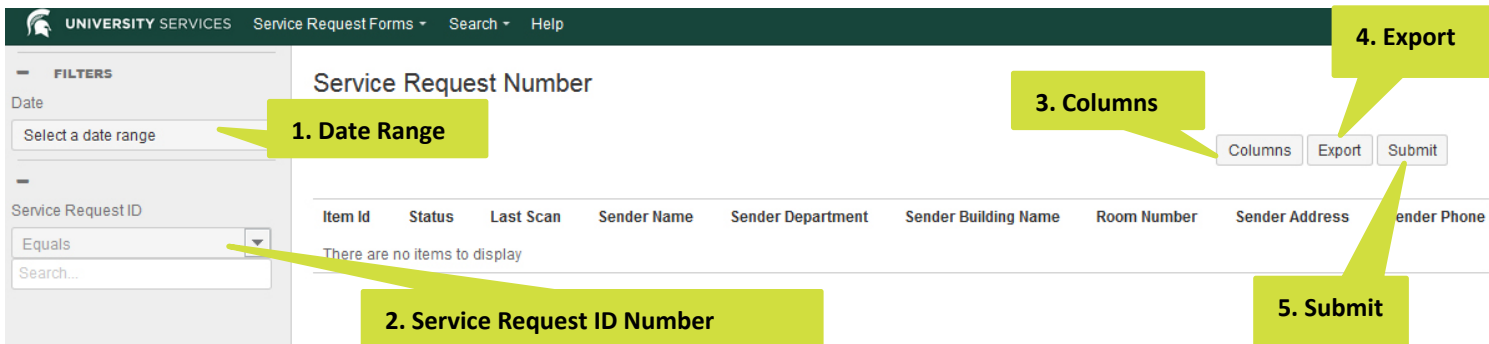 UNIVERSITY SERVICES Service Request Forms Search Help
4. Export
FILTERS
Date
Select a date range
1. Date Range
Service Request Number
3. Columns
Columns Export Submit
Service Request ID
Equals
Search...
Item Id Status Last Scan Sender Name Sender Department Sender Building Name Room Number Sender Address ender Phone
There are no items to display
2. Service Request ID Number
5. Submit